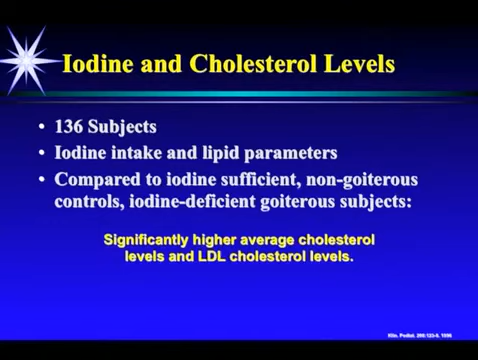 Iodine and Cholesterol Levels
• 136 Subjects
• Iodine intake and lipid parameters
• Compared to iodine sufficient, non-goiterous
controls, iodine-deficient goiterous subjects:
Significantly higher average cholesterol
levels and LDL cholesterol levels.